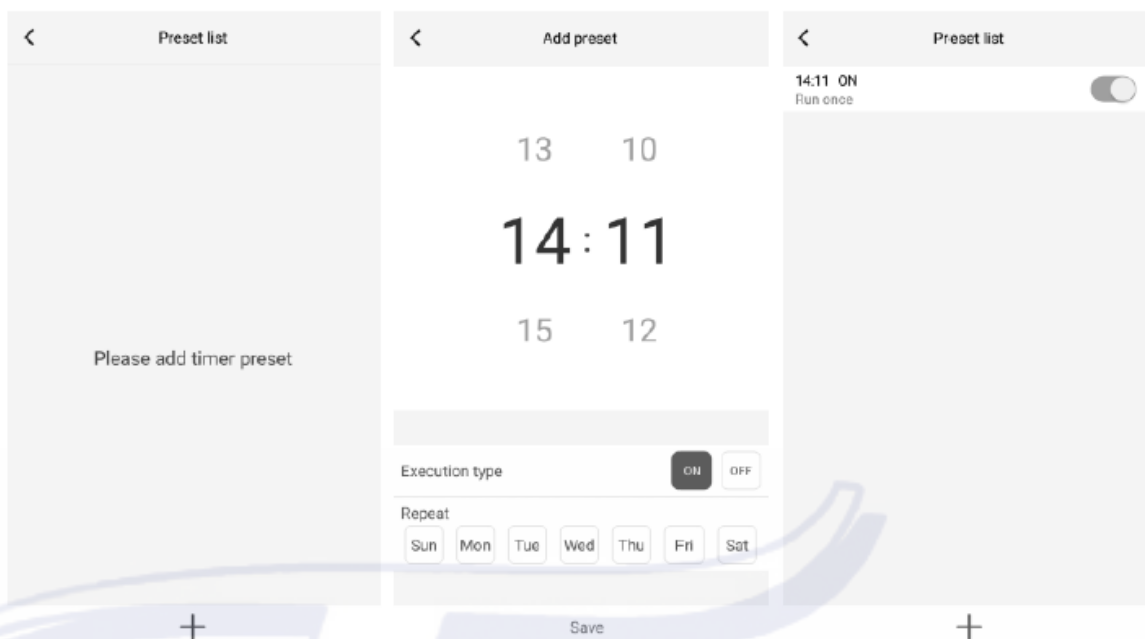 Preset list
Please add timer preset
Add preset
13 10
14 : 11
15 12
Execution type ON OFF
Repeat
Sun Mon Tue Wed Thu Fri Sat
Save
Preset list
14:11 ON
Run once